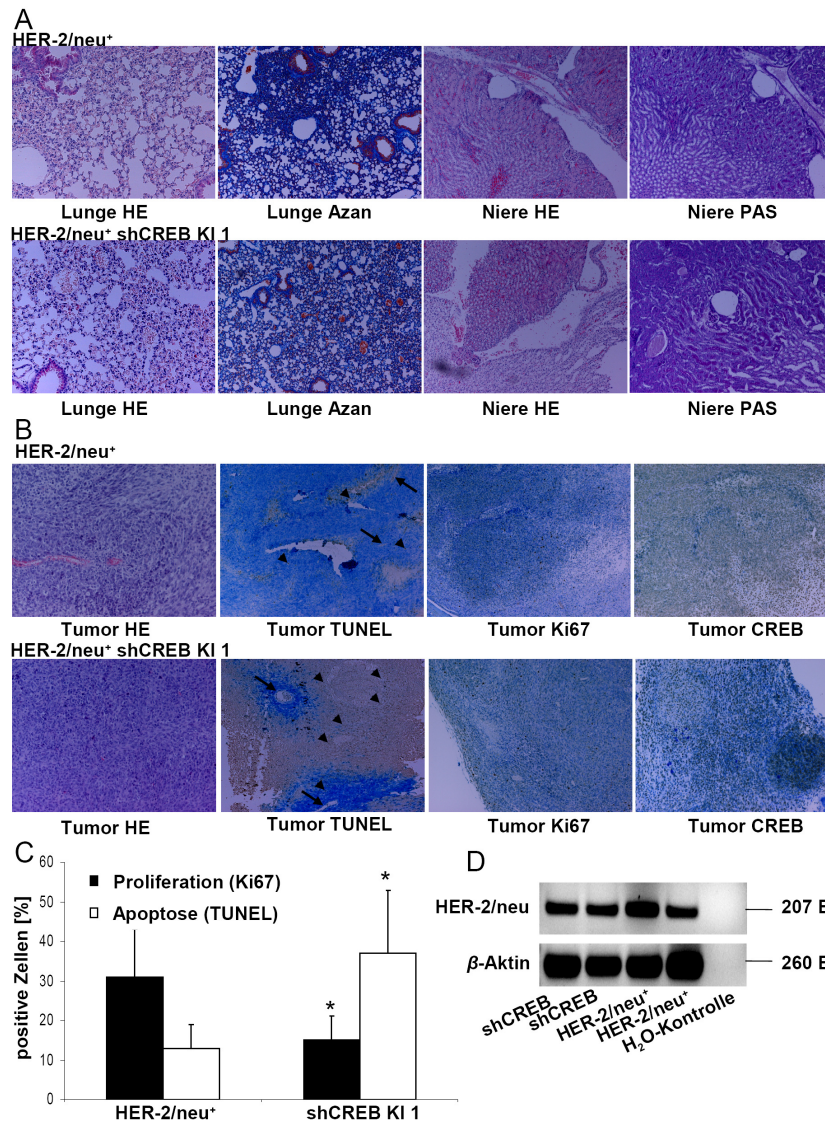 A
HER-2/neu⁺
Lunge HE Lunge Azan Niere HE Niere PAS
HER-2/neu⁺ shCREB Kl 1
Lunge HE Lunge Azan Niere HE Niere PAS
B
HER-2/neu⁺
Tumor HE Tumor TUNEL Tumor Ki67 Tumor CREB
HER-2/neu⁺ shCREB Kl 1
Tumor HE Tumor TUNEL Tumor Ki67 Tumor CREB
C
60
50
40
30
20
10
0
positive Zellen [%]
Proliferation (Ki67)
Apoptose (TUNEL)
*
*
HER-2/neu⁺ shCREB Kl 1
D
HER-2/neu 207 B
β-Aktin 260 B
shCREB
shCREB
HER-2/neu⁺
HER-2/neu⁺
H₂O-Kontrolle